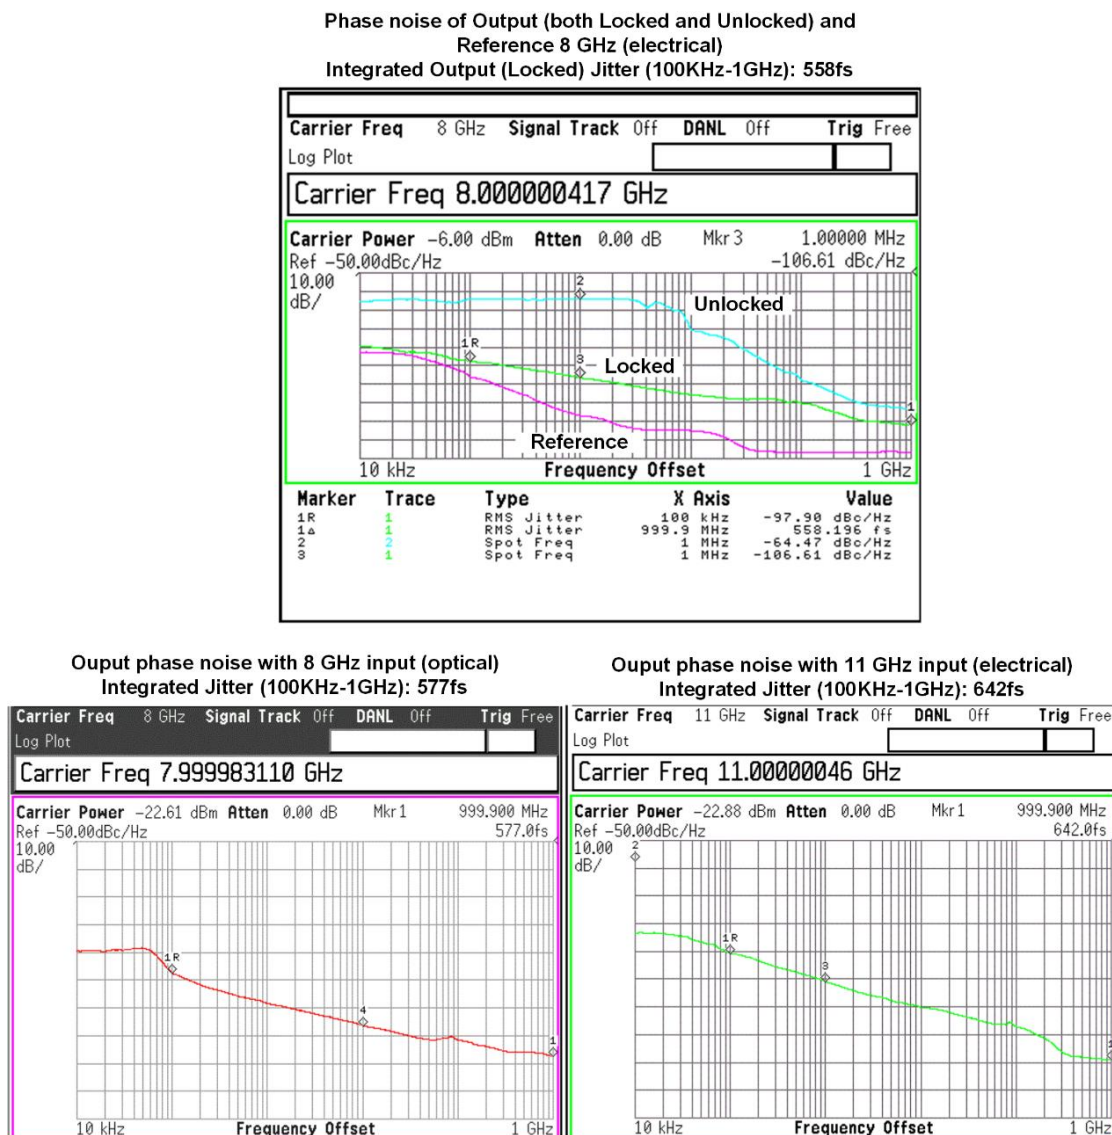 Phase noise of Output (both Locked and Unlocked) and
Reference 8 GHz (electrical)
Integrated Output (Locked) Jitter (100KHz-1GHz): 558fs
Carrier Freq 8 GHz Signal Track Off DANL Off Trig Free
Log Plot
Carrier Freq 8.000000417 GHz
Carrier Power -6.00 dBm Atten 0.00 dB Mkr3 1.00000 MHz
Ref -50.00dBc/Hz -106.61 dBc/Hz
10.00
dB/
2
Unlocked
1R
3
Locked
1
Reference
10 kHz Frequency Offset 1 GHz
Marker Trace Type X Axis Value
1R 1 RMS Jitter 100 kHz -97.90 dBc/Hz
1Δ 1 RMS Jitter 999.9 MHz 558.196 fs
2 2 Spot Freq 1 MHz -64.47 dBc/Hz
3 1 Spot Freq 1 MHz -106.61 dBc/Hz
Ouput phase noise with 8 GHz input (optical)
Integrated Jitter (100KHz-1GHz): 577fs
Carrier Freq 8 GHz Signal Track Off DANL Off Trig Free
Log Plot
Carrier Freq 7.999983110 GHz
Carrier Power -22.61 dBm Atten 0.00 dB Mkr1 999.900 MHz
Ref -50.00dBc/Hz 577.0fs
10.00
dB/
1R
4
1
10 kHz Frequency Offset 1 GHz
Ouput phase noise with 11 GHz input (electrical)
Integrated Jitter (100KHz-1GHz): 642fs
Carrier Freq 11 GHz Signal Track Off DANL Off Trig Free
Log Plot
Carrier Freq 11.00000046 GHz
Carrier Power -22.88 dBm Atten 0.00 dB Mkr1 999.900 MHz
Ref -50.00dBc/Hz 642.0fs
10.00
dB/
2
1R
3
1
10 kHz Frequency Offset 1 GHz